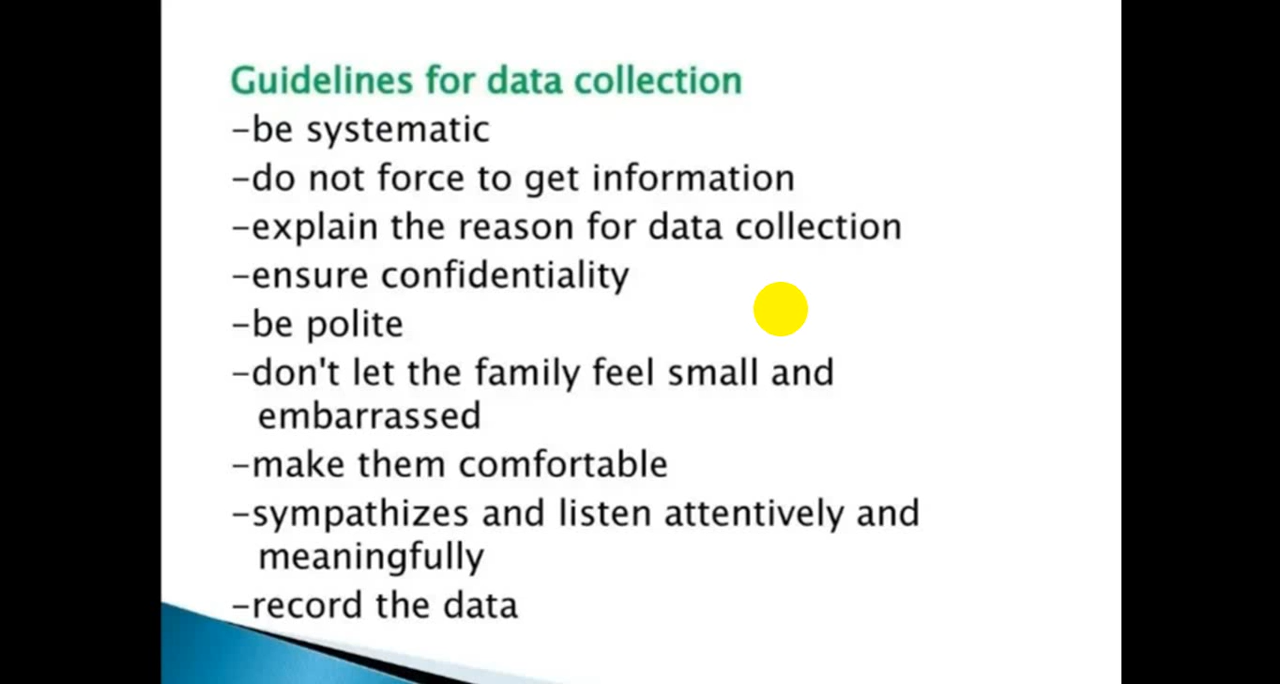 Guidelines for data collection
-be systematic
-do not force to get information
-explain the reason for data collection
-ensure confidentiality
-be polite
-don't let the family feel small and
embarrassed
-make them comfortable
-sympathizes and listen attentively and
meaningfully
-record the data